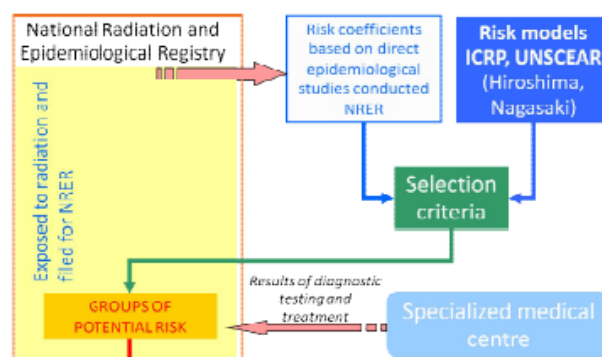 National Radiation and
Epidemiological Registry
Exposed to radiation and
filed for NRER
Risk coefficients
based on direct
epidemiological
studies conducted
NRER
Risk models
ICRP, UNSCEAR
(Hiroshima,
Nagasaki)
Selection
criteria
Results of diagnostic
testing and
treatment
GROUPS OF
POTENTIAL RISK
Specialized medical
centre